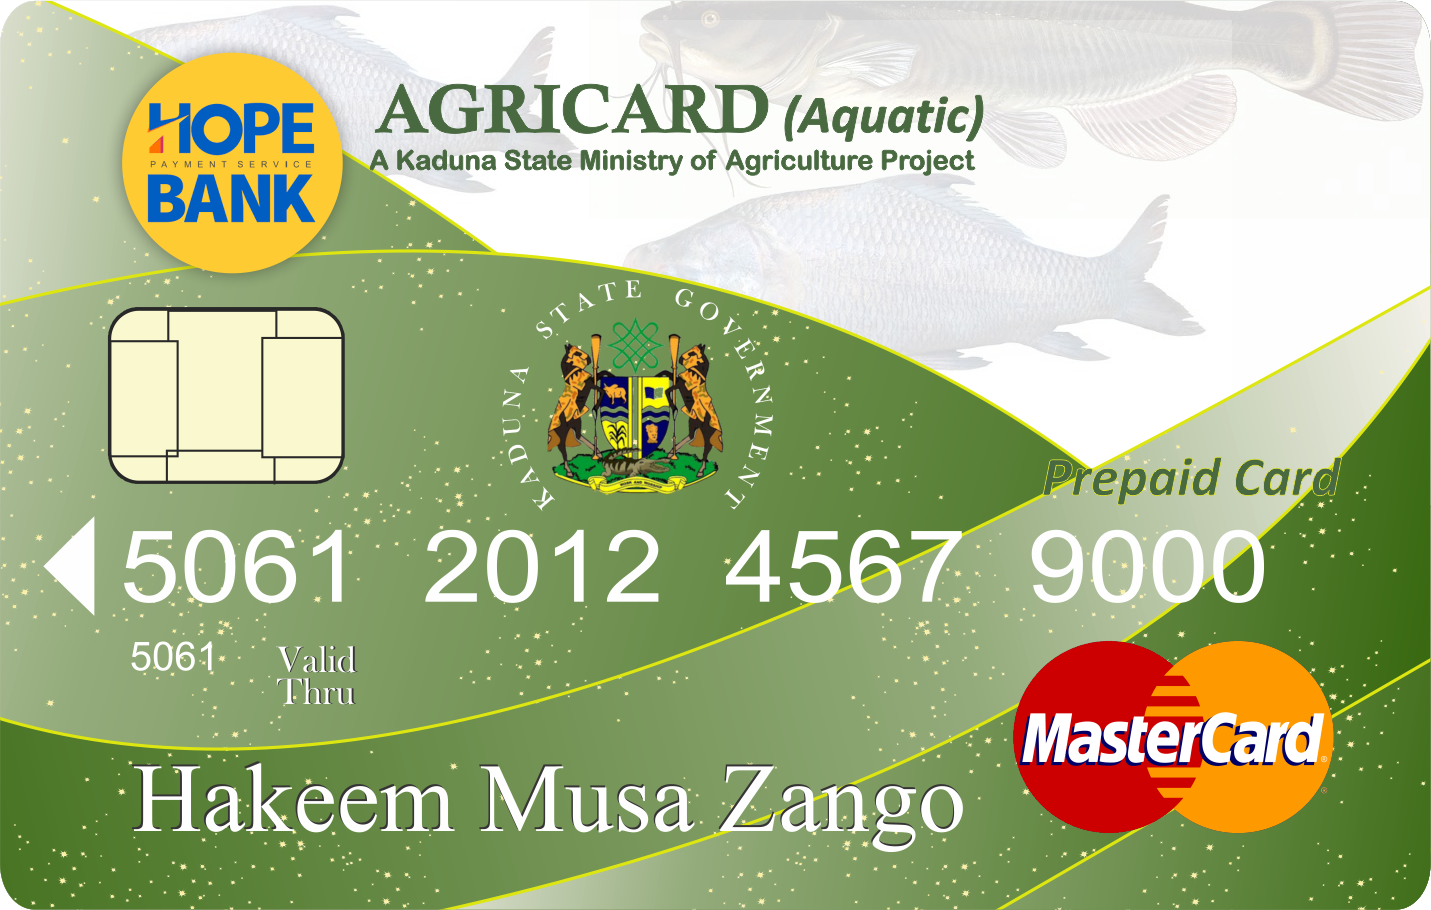 HOPE
PAYMENT SERVICE
BANK
AGRICARD (Aquatic)
A Kaduna State Ministry of Agriculture Project
KADUNA STATE GOVERNMENT
Prepaid Card
5061 2012 4567 9000
5061 Valid
Thru
MasterCard
Hakeem Musa Zango